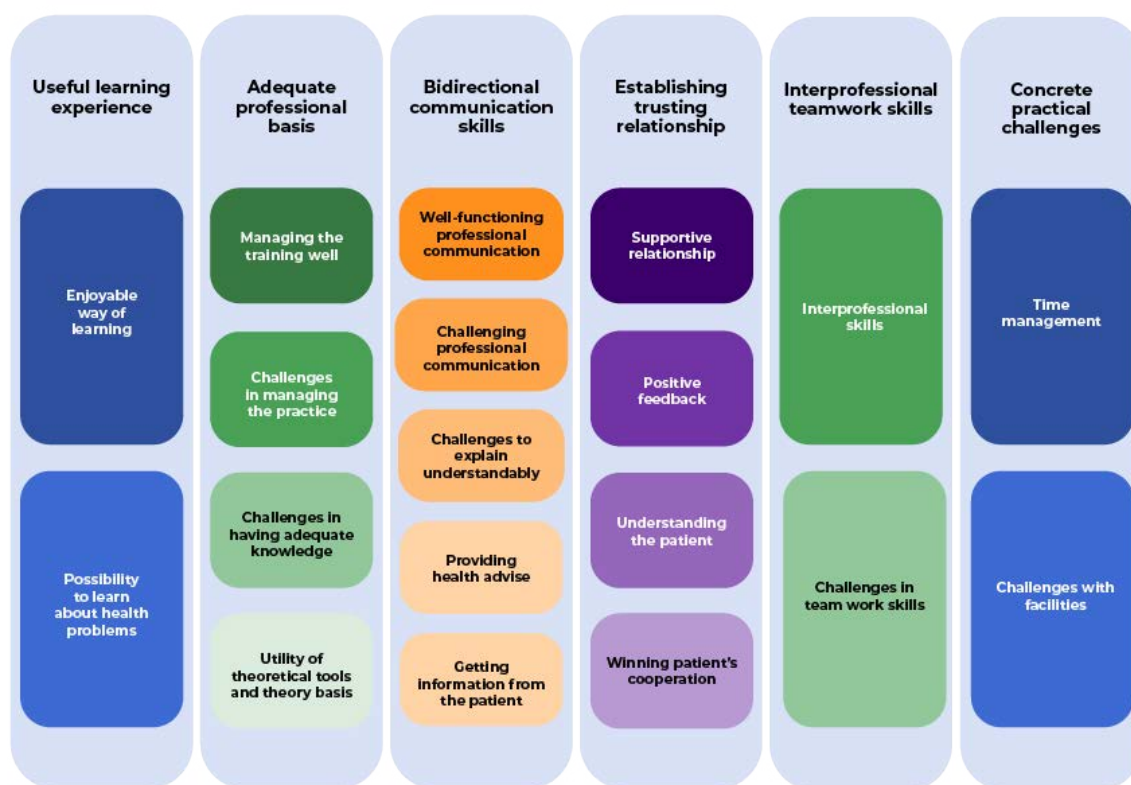 Useful learning
experience
Enjoyable
way of
learning
Possibility
to learn
about health
problems
Adequate
professional
basis
Managing the
training well
Challenges
in managing
the practice
Challenges in
having adequate
knowledge
Utility of
theoretical tools
and theory basis
Bidirectional
communication
skills
Well-functioning
professional
communication
Challenging
professional
communication
Challenges to
explain
understandably
Providing
health advise
Getting
information from
the patient
Establishing
trusting
relationship
Supportive
relationship
Positive
feedback
Understanding
the patient
Winning patient's
cooperation
Interprofessional
teamwork skills
Interprofessional
skills
Challenges in
team work skills
Concrete
practical
challenges
Time
management
Challenges with
facilities